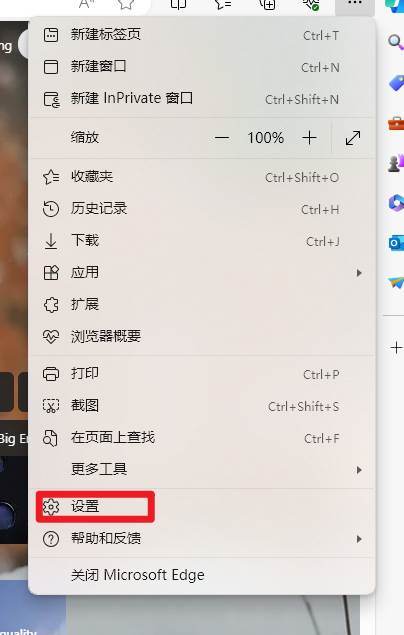 ng
新建标签页 Ctrl+T
新建窗口 Ctrl+N
新建 InPrivate 窗口 Ctrl+Shift+N
缩放 — 100% +
收藏夹 Ctrl+Shift+O
历史记录 Ctrl+H
下载 Ctrl+J
应用
扩展
浏览器概要
打印 Ctrl+P
截图 Ctrl+Shift+S
Big E
在页面上查找 Ctrl+F
更多工具
设置
帮助和反馈
关闭 Microsoft Edge
quality